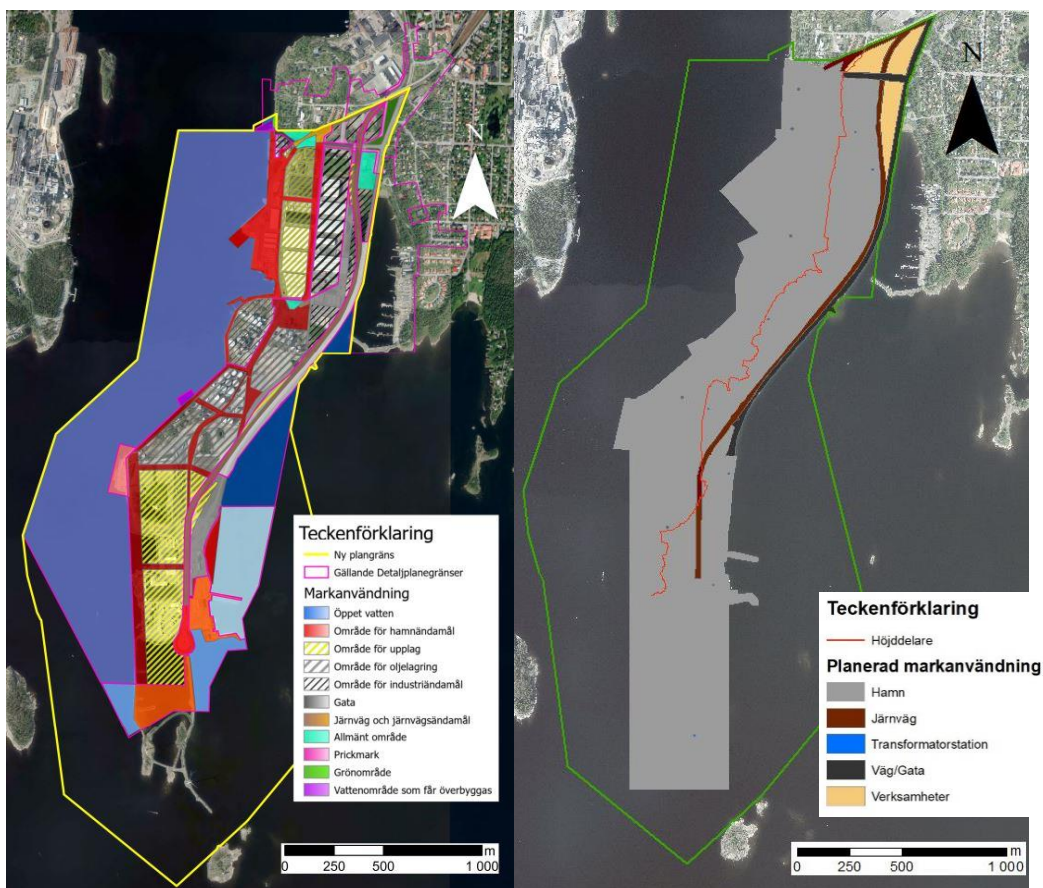 N
Teckenförklaring
Ny plangräns
Gällande Detaljplanegränser
Markanvändning
Öppet vatten
Område för hamnändamål
Område för upplag
Område för oljelagring
Område för industriändamål
Gata
Järnväg och järnvägsändamål
Allmänt område
Prickmark
Grönområde
Vattenområde som får överbyggas
m
0 250 500 1 000
N
Teckenförklaring
Höjddelare
Planerad markanvändning
Hamn
Järnväg
Transformatorstation
Väg/Gata
Verksamheter
m
0 250 500 1 000